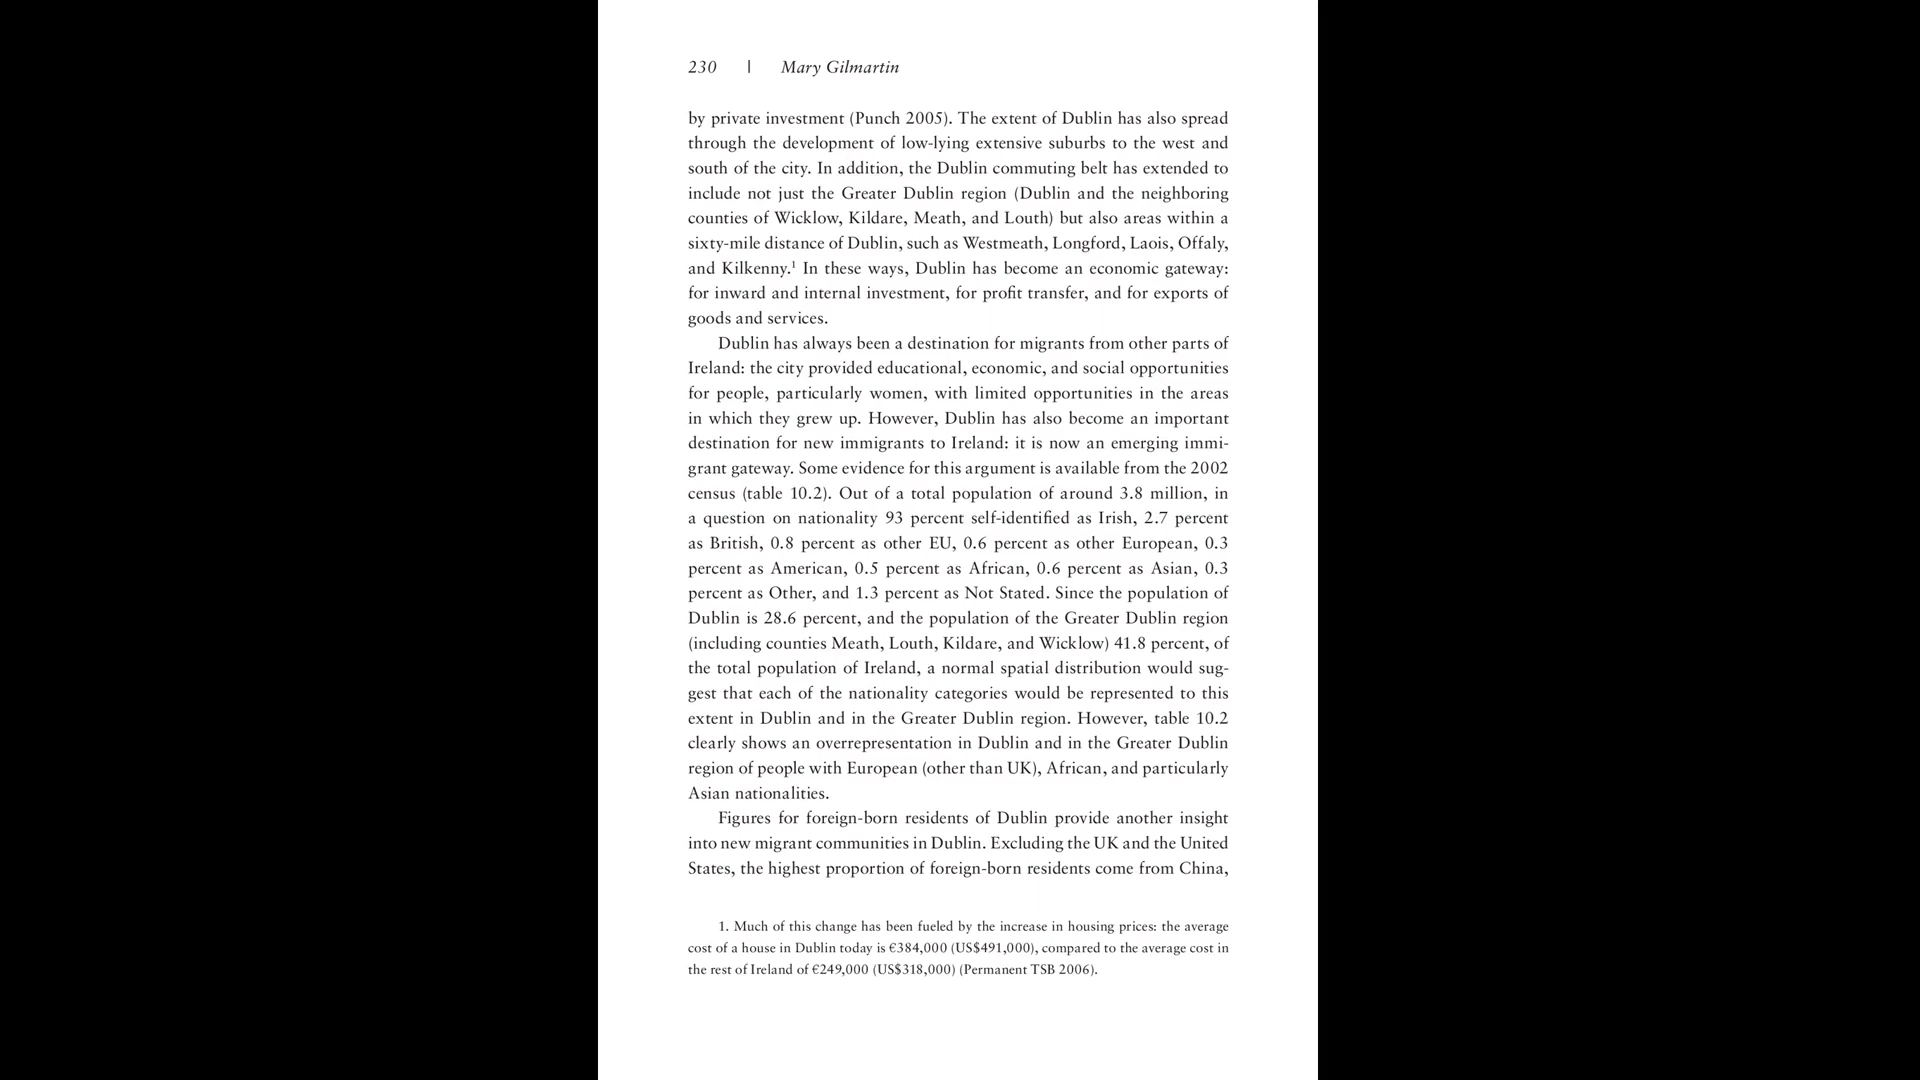 230 | Mary Gilmartin
by private investment (Punch 2005). The extent of Dublin has also spread
through the development of low-lying extensive suburbs to the west and
south of the city. In addition, the Dublin commuting belt has extended to
include not just the Greater Dublin region (Dublin and the neighboring
counties of Wicklow, Kildare, Meath, and Louth) but also areas within a
sixty-mile distance of Dublin, such as Westmeath, Longford, Laois, Offaly,
and Kilkenny.¹ In these ways, Dublin has become an economic gateway:
for inward and internal investment, for profit transfer, and for exports of
goods and services.
Dublin has always been a destination for migrants from other parts of
Ireland: the city provided educational, economic, and social opportunities
for people, particularly women, with limited opportunities in the areas
in which they grew up. However, Dublin has also become an important
destination for new immigrants to Ireland: it is now an emerging immi-
grant gateway. Some evidence for this argument is available from the 2002
census (table 10.2). Out of a total population of around 3.8 million, in
a question on nationality 93 percent self-identified as Irish, 2.7 percent
as British, 0.8 percent as other EU, 0.6 percent as other European, 0.3
percent as American, 0.5 percent as African, 0.6 percent as Asian, 0.3
percent as Other, and 1.3 percent as Not Stated. Since the population of
Dublin is 28.6 percent, and the population of the Greater Dublin region
(including counties Meath, Louth, Kildare, and Wicklow) 41.8 percent, of
the total population of Ireland, a normal spatial distribution would sug-
gest that each of the nationality categories would be represented to this
extent in Dublin and in the Greater Dublin region. However, table 10.2
clearly shows an overrepresentation in Dublin and in the Greater Dublin
region of people with European (other than UK), African, and particularly
Asian nationalities.
Figures for foreign-born residents of Dublin provide another insight
into new migrant communities in Dublin. Excluding the UK and the United
States, the highest proportion of foreign-born residents come from China,
1. Much of this change has been fueled by the increase in housing prices: the average
cost of a house in Dublin today is €384,000 (US$491,000), compared to the average cost in
the rest of Ireland of €249,000 (US$318,000) (Permanent TSB 2006).